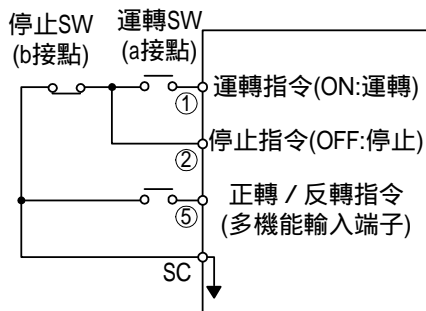 停止SW
(b接點)
運轉SW
(a接點)
① 運轉指令(ON:運轉)
② 停止指令(OFF:停止)
⑤ 正轉 / 反轉指令
(多機能輸入端子)
SC